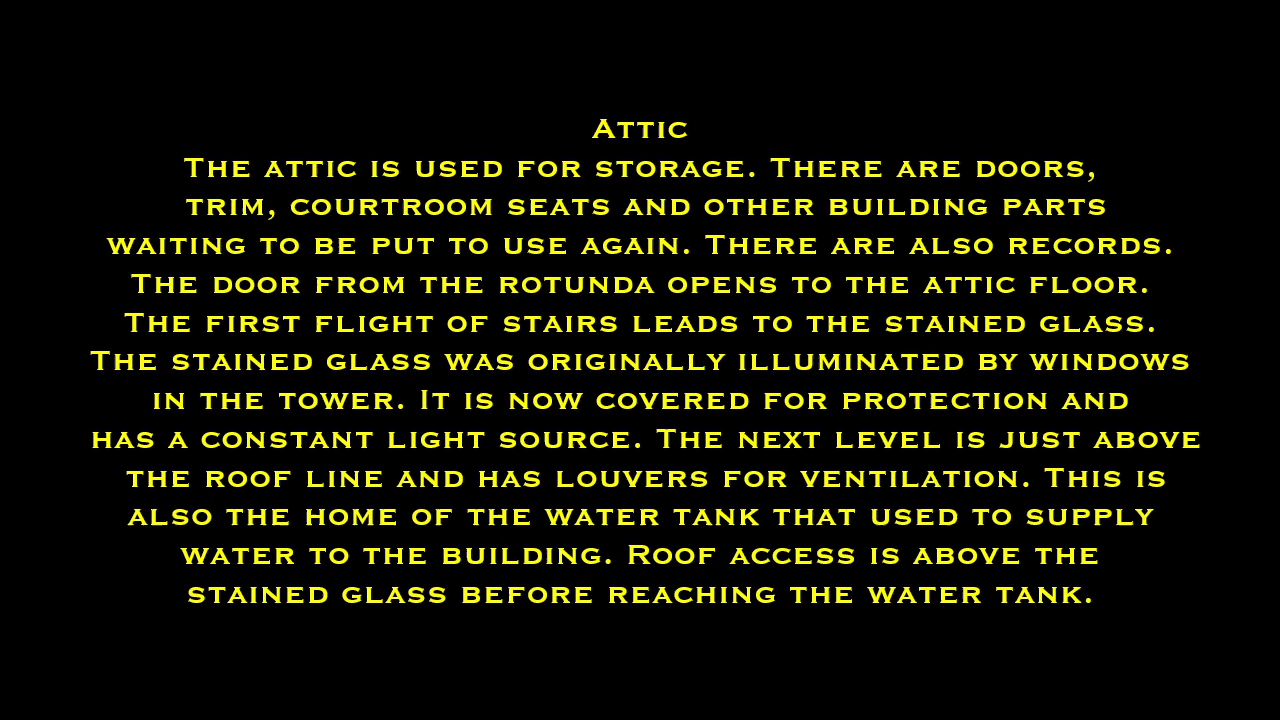 Attic
The attic is used for storage. There are doors,
trim, courtroom seats and other building parts
waiting to be put to use again. There are also records.
The door from the rotunda opens to the attic floor.
The first flight of stairs leads to the stained glass.
The stained glass was originally illuminated by windows
in the tower. It is now covered for protection and
has a constant light source. The next level is just above
the roof line and has louvers for ventilation. This is
also the home of the water tank that used to supply
water to the building. Roof access is above the
stained glass before reaching the water tank.